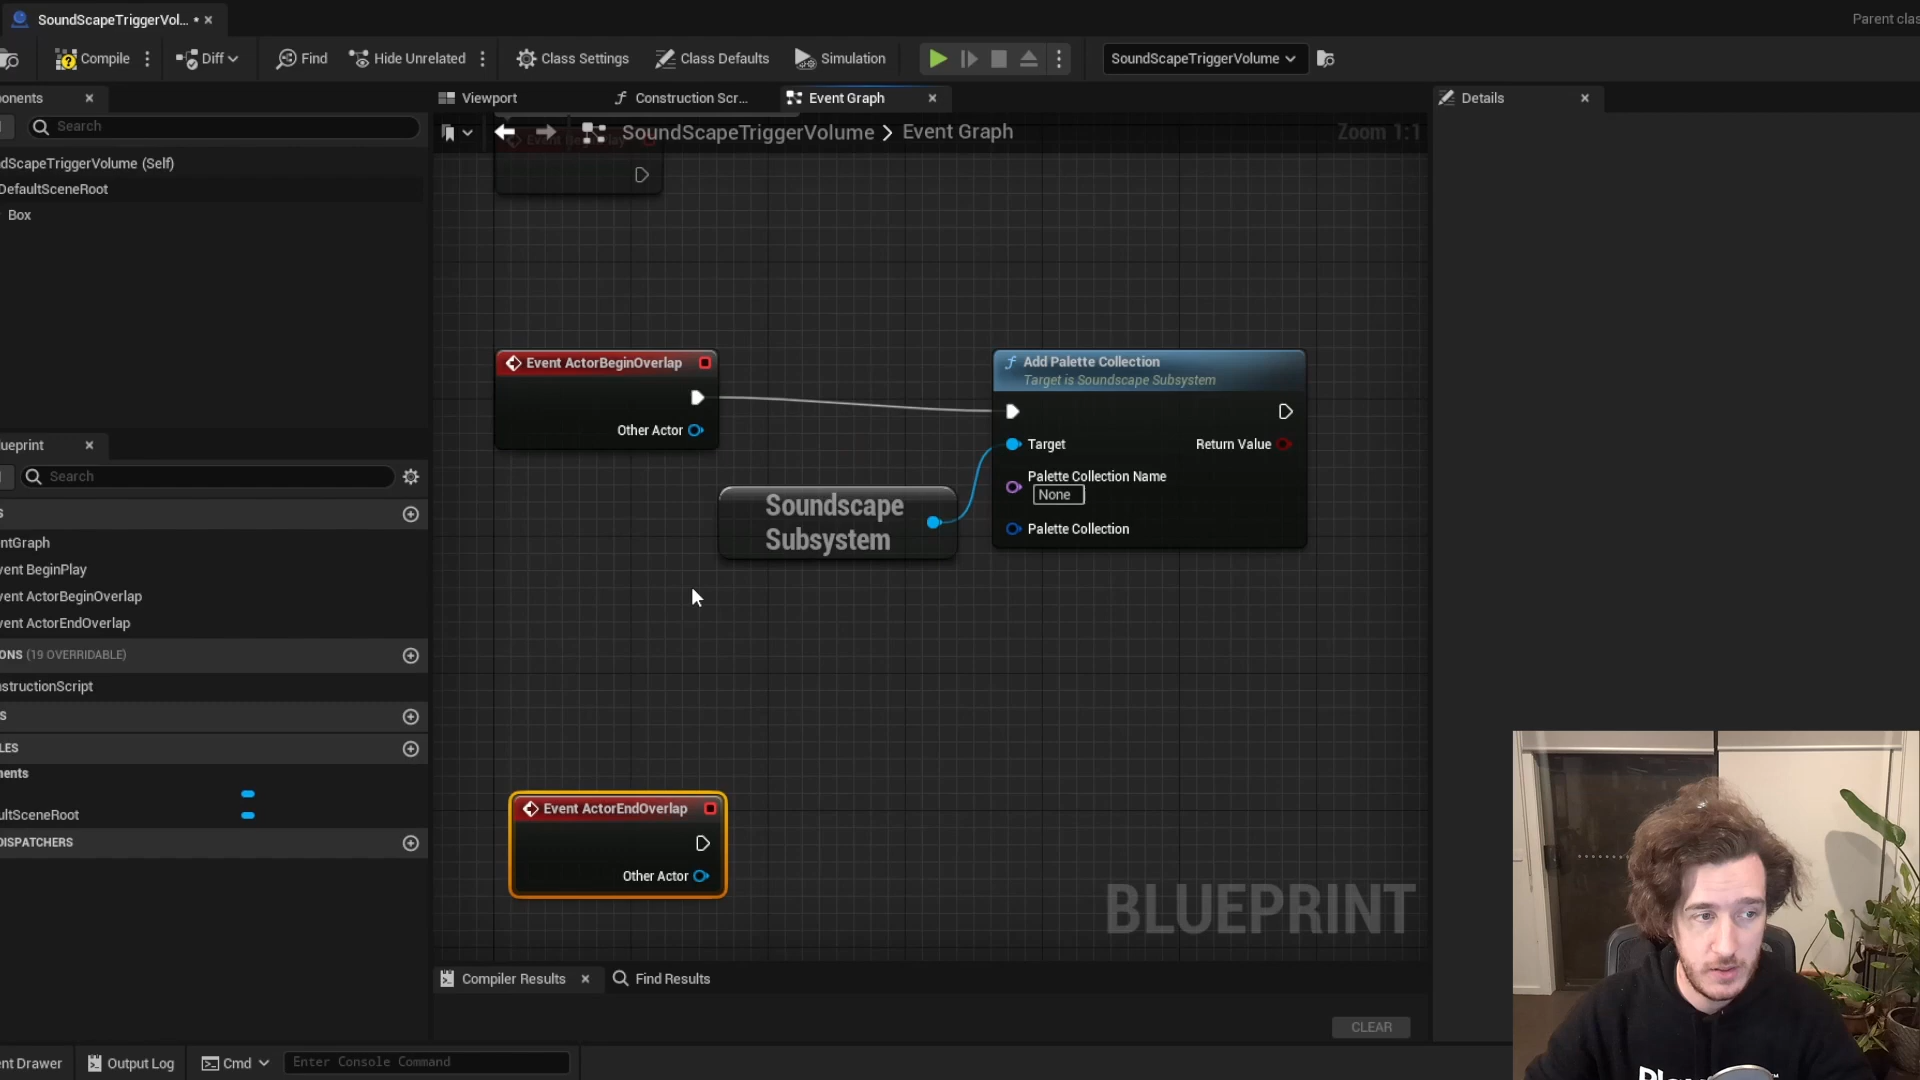 SoundScapeTriggerVol... •
Parent clas
Compile
Diff
Find
Hide Unrelated
Class Settings
Class Defaults
Simulation
SoundScapeTriggerVolume
onents
Viewport
Construction Scr...
Event Graph
Details
Search
SoundScapeTriggerVolume > Event Graph
Zoom 1:1
dScapeTriggerVolume (Self)
DefaultSceneRoot
Box
Event ActorBeginOverlap
Other Actor
Add Palette Collection
Target is Soundscape Subsystem
Target
Return Value
Palette Collection Name
None
Palette Collection
Soundscape
Subsystem
lueprint
Search
S
ntGraph
vent BeginPlay
vent ActorBeginOverlap
vent ActorEndOverlap
ONS (19 OVERRIDABLE)
nstructionScript
S
LES
nents
ultSceneRoot
DISPATCHERS
Event ActorEndOverlap
Other Actor
BLUEPRINT
Compiler Results
Find Results
CLEAR
ent Drawer
Output Log
Cmd
Enter Console Command